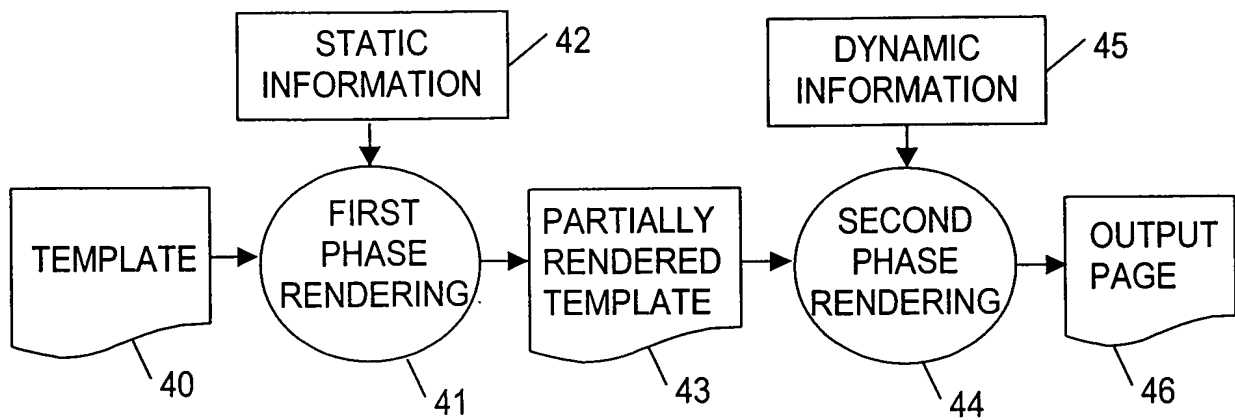 STATIC
INFORMATION
42
DYNAMIC
INFORMATION
45
TEMPLATE
FIRST
PHASE
RENDERING
PARTIALLY
RENDERED
TEMPLATE
SECOND
PHASE
RENDERING
OUTPUT
PAGE
40
41
43
44
46